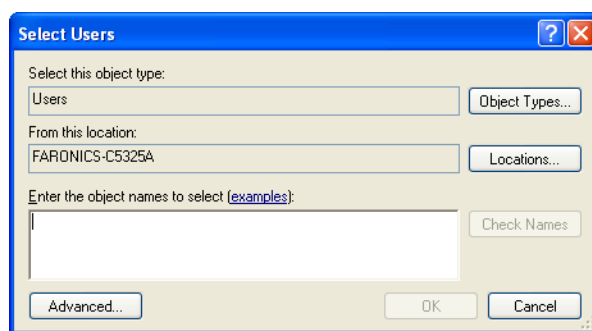 Select Users
Select this object type:
Users
Object Types...
From this location:
FARONICS-C5325A
Locations...
Enter the object names to select (examples):
Check Names
Advanced...
OK
Cancel